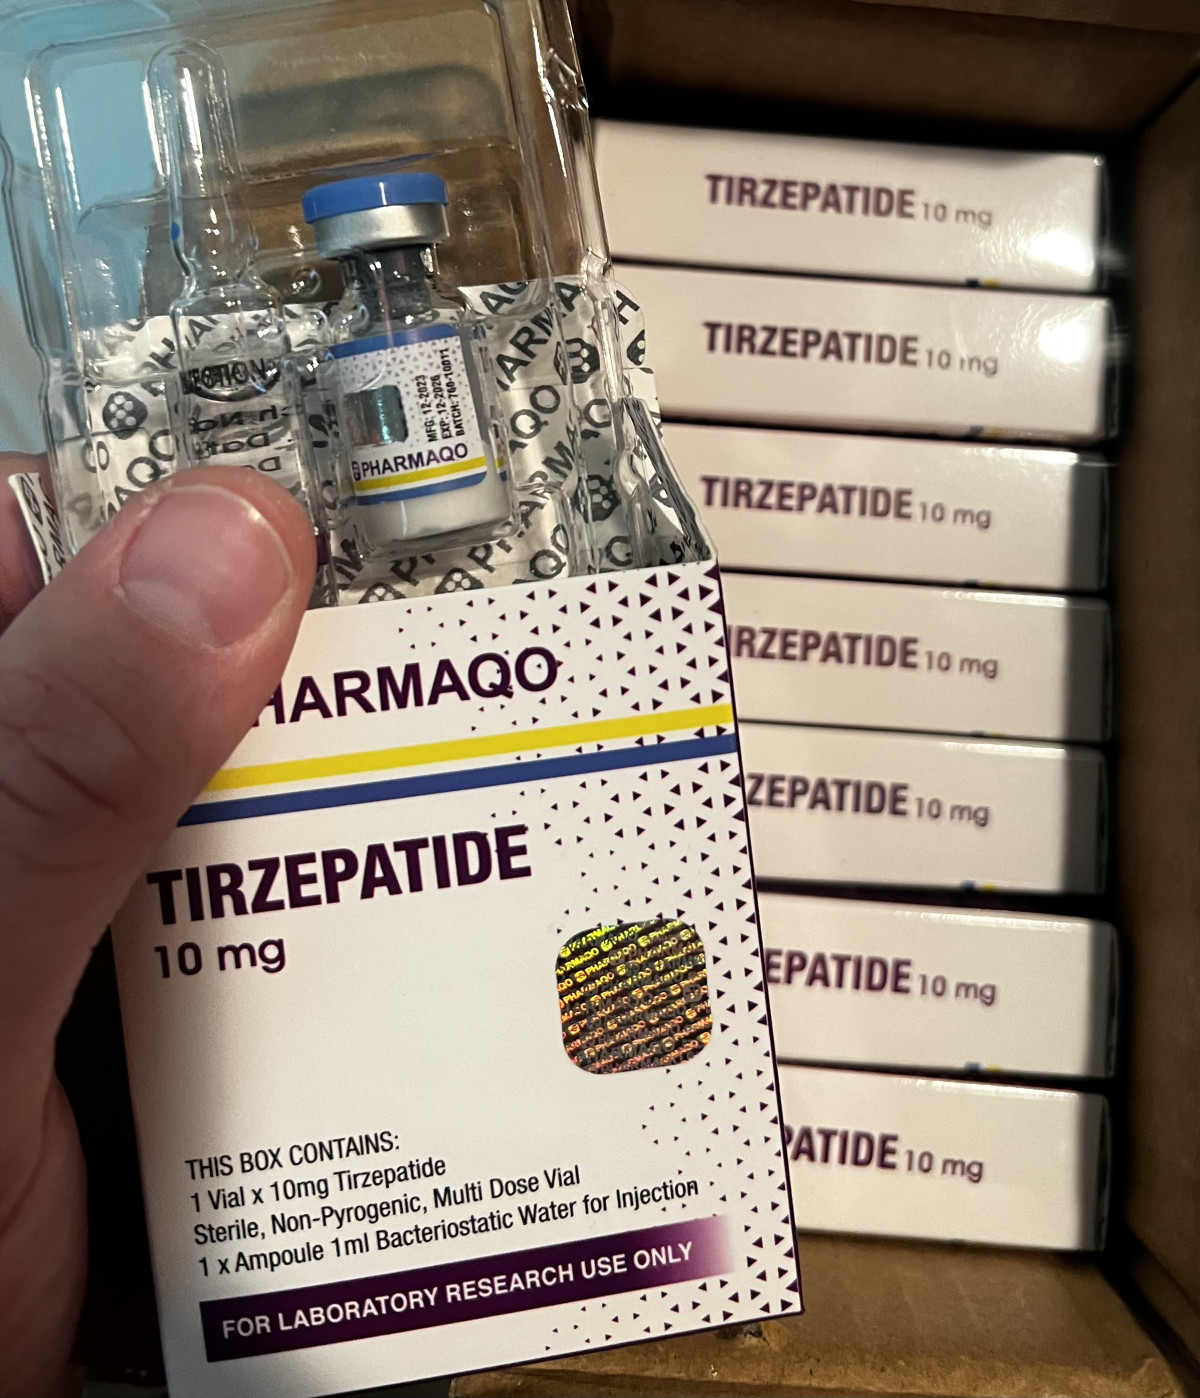 MFG: 12-2023
EXP: 12-2026
BATCH: 760-10011
PHARMAQO
HARMAQO
TIRZEPATIDE
10 mg
THIS BOX CONTAINS:
1 Vial x 10mg Tirzepatide
Sterile, Non-Pyrogenic, Multi Dose Vial
1 x Ampoule 1ml Bacteriostatic Water for Injection
FOR LABORATORY RESEARCH USE ONLY
TIRZEPATIDE 10 mg
TIRZEPATIDE 10 mg
TIRZEPATIDE 10 mg
IRZEPATIDE 10 mg
ZEPATIDE 10 mg
EPATIDE 10 mg
PATIDE 10 mg